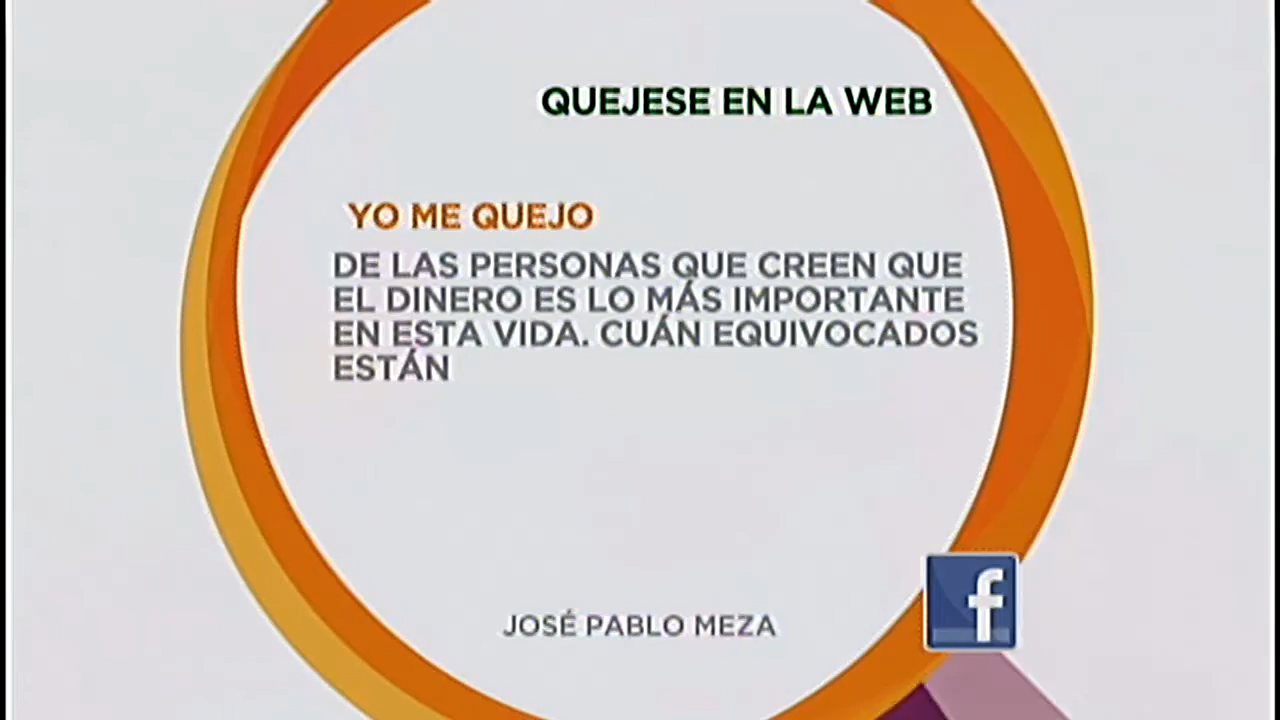 QUEJESE EN LA WEB
YO ME QUEJO
DE LAS PERSONAS QUE CREEN QUE
EL DINERO ES LO MÁS IMPORTANTE
EN ESTA VIDA. CUÁN EQUIVOCADOS
ESTÁN
JOSÉ PABLO MEZA
f